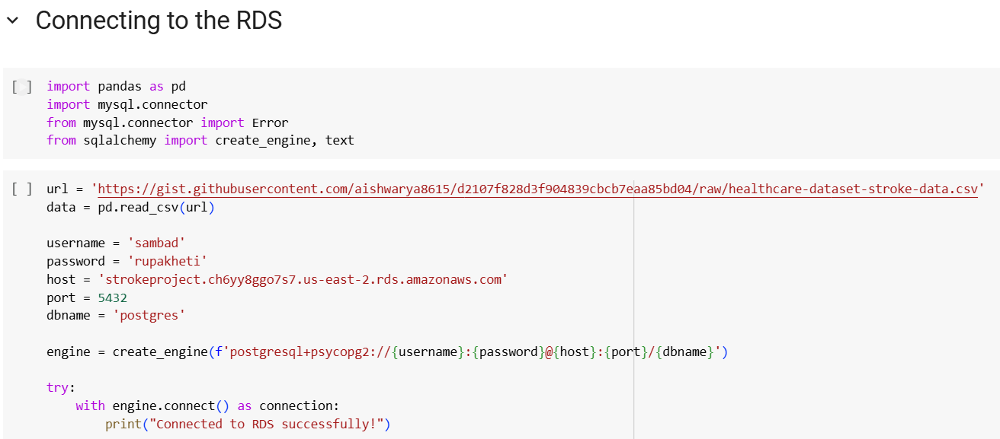 Connecting to the RDS
[ ] import pandas as pd
import mysql.connector
from mysql.connector import Error
from sqlalchemy import create_engine, text
[ ] url = 'https://gist.githubusercontent.com/aishwarya8615/d2107f828d3f904839cbcb7eaa85bd04/raw/healthcare-dataset-stroke-data.csv'
data = pd.read_csv(url)
username = 'sambad'
password = 'rupakheti'
host = 'strokeproject.ch6yy8ggo7s7.us-east-2.rds.amazonaws.com'
port = 5432
dbname = 'postgres'
engine = create_engine(f'postgresql+psycopg2://{username}:{password}@{host}:{port}/{dbname}')
try:
    with engine.connect() as connection:
        print("Connected to RDS successfully!")